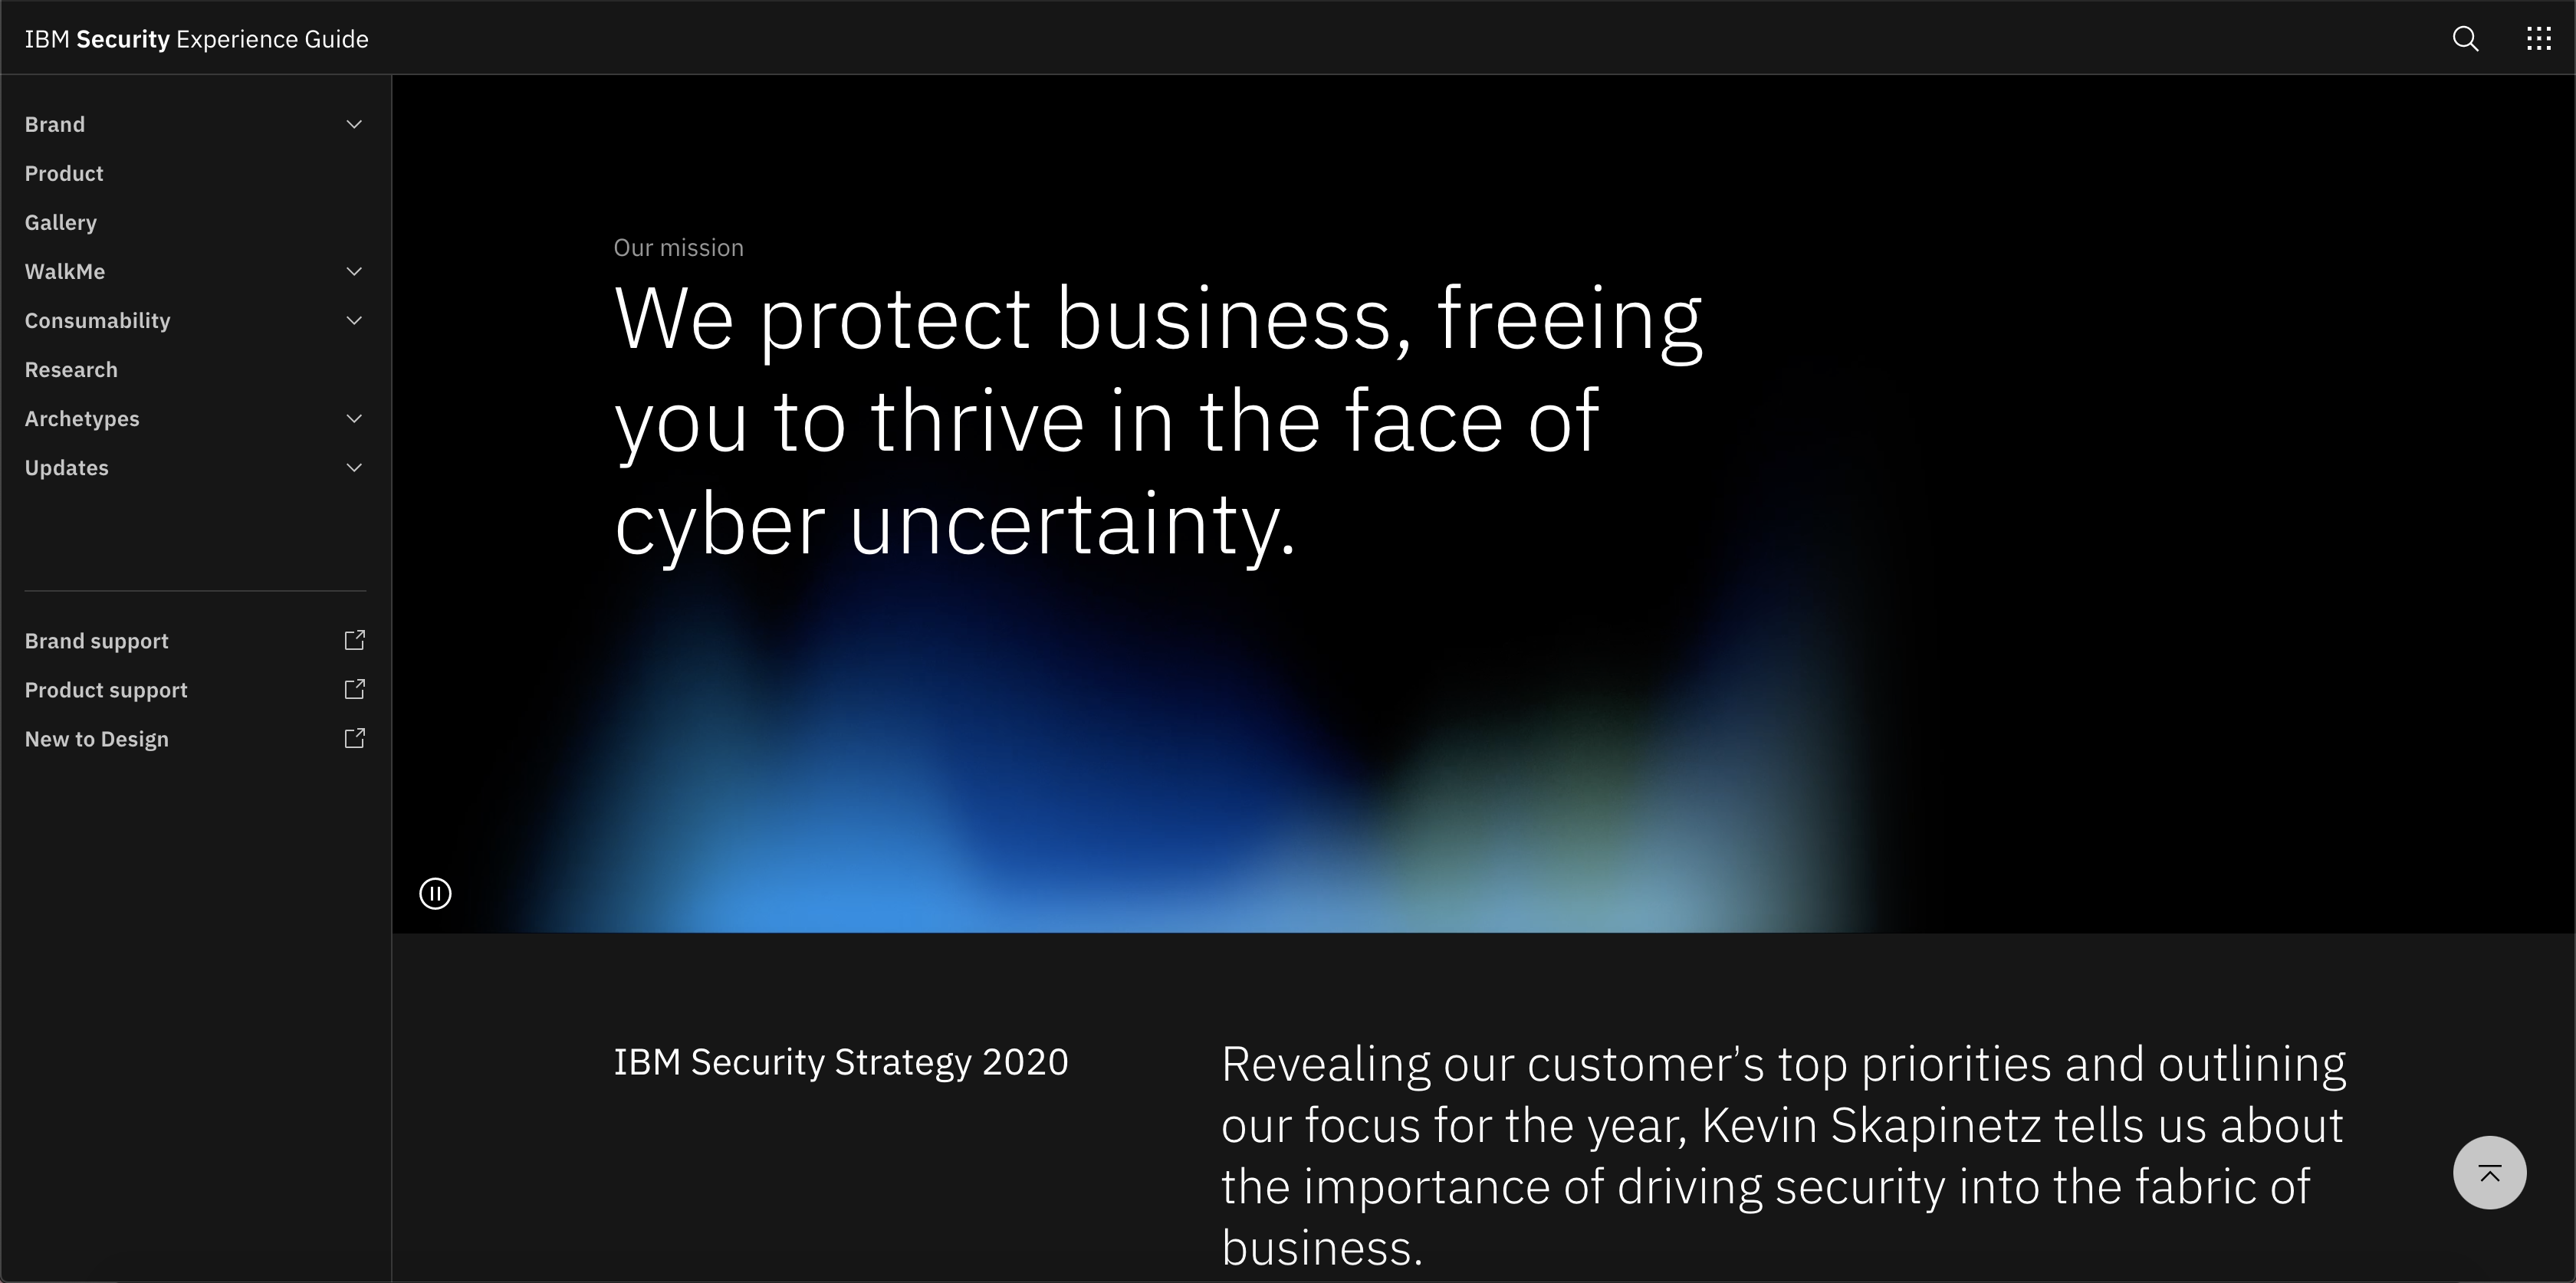 IBM Security Experience Guide
Brand
Product
Gallery
WalkMe
Consumability
Research
Archetypes
Updates
Brand support
Product support
New to Design
Our mission
We protect business, freeing
you to thrive in the face of
cyber uncertainty.
IBM Security Strategy 2020
Revealing our customer’s top priorities and outlining
our focus for the year, Kevin Skapinetz tells us about
the importance of driving security into the fabric of
business.